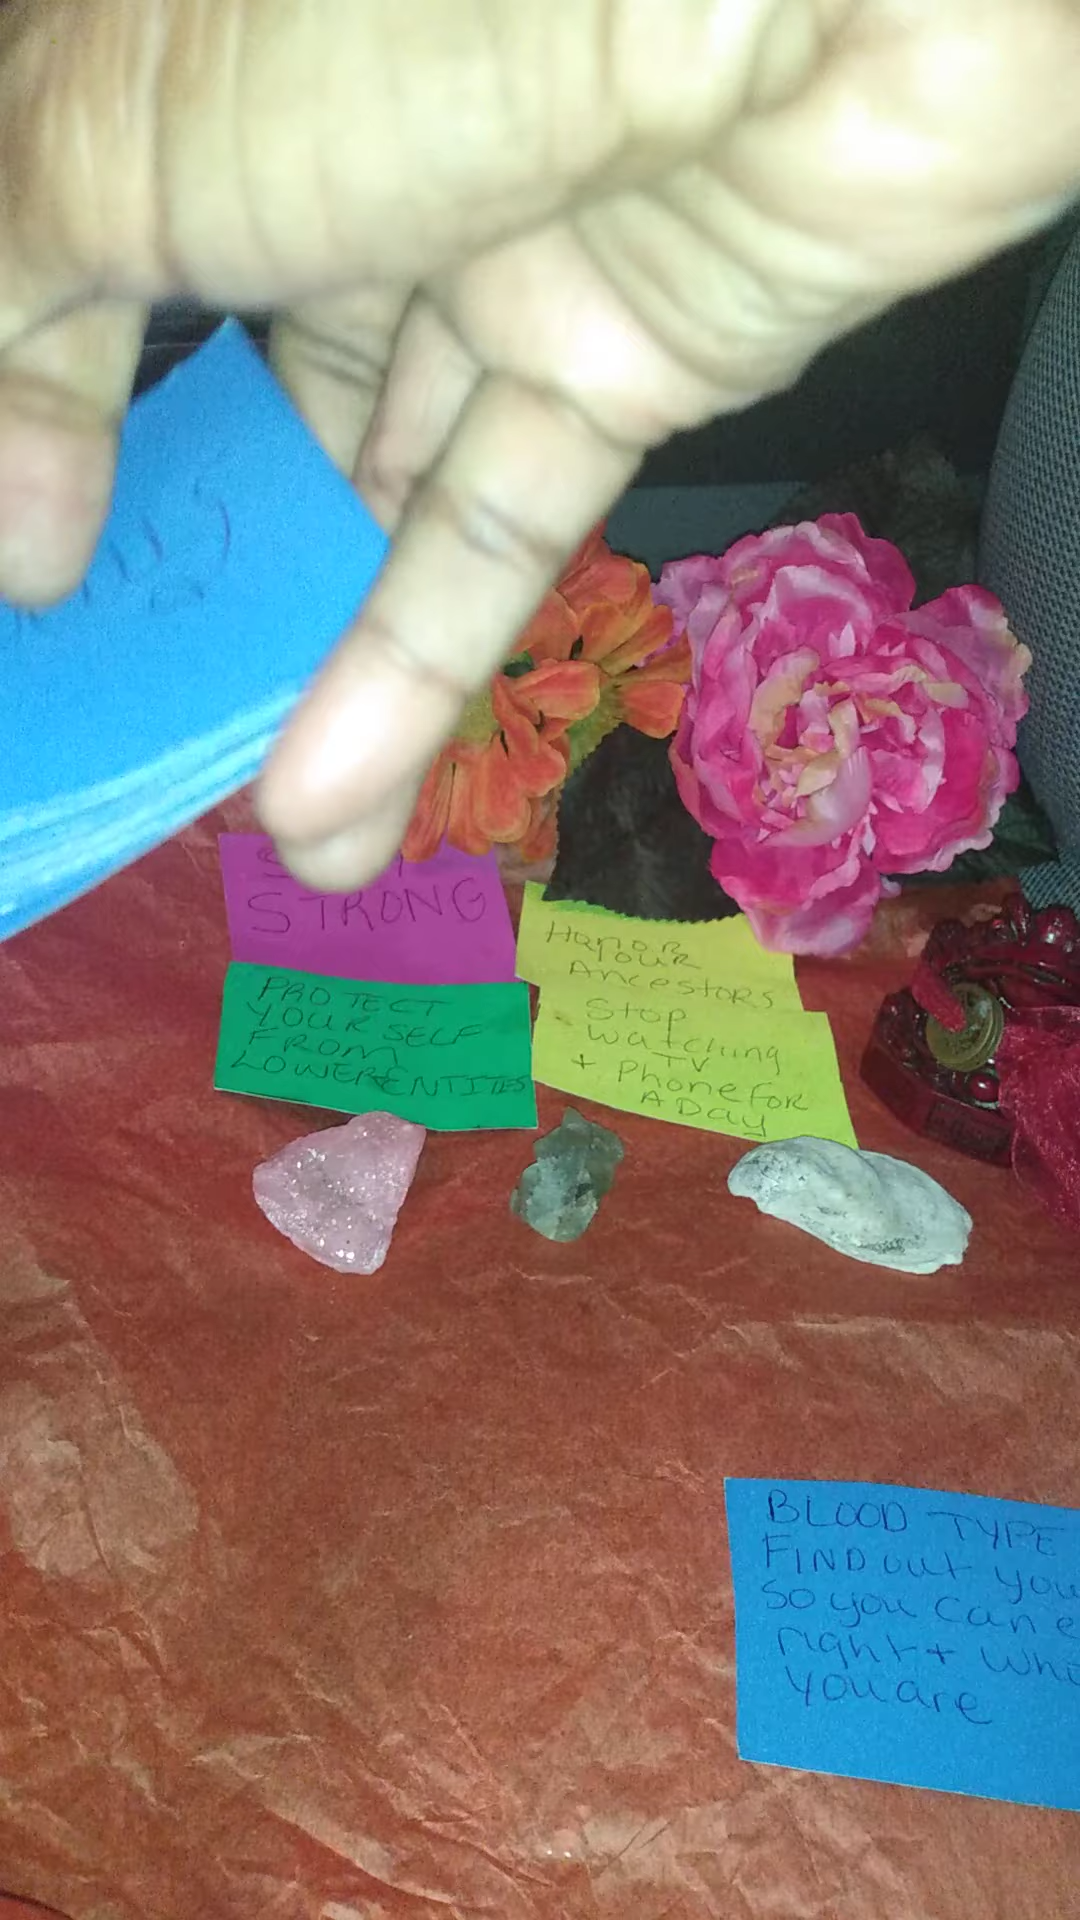 STRONG
PROTECT
YOUR SELF
FROM
LOWER ENTITIES
Honor
Your
Ancestors
Stop
watching
TV
+ Phone For
A Day
BLOOD TYPE
FIND out
so you can
right +
you are